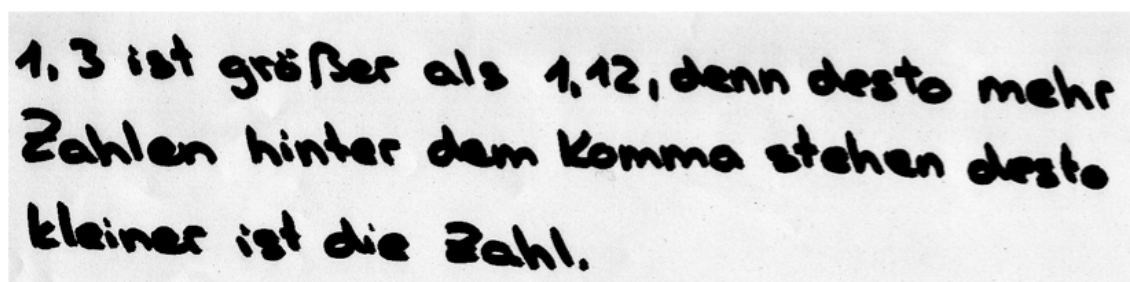 1,3 ist größer als 1,12, denn desto mehr
Zahlen hinter dem Komma stehen desto
kleiner ist die Zahl.